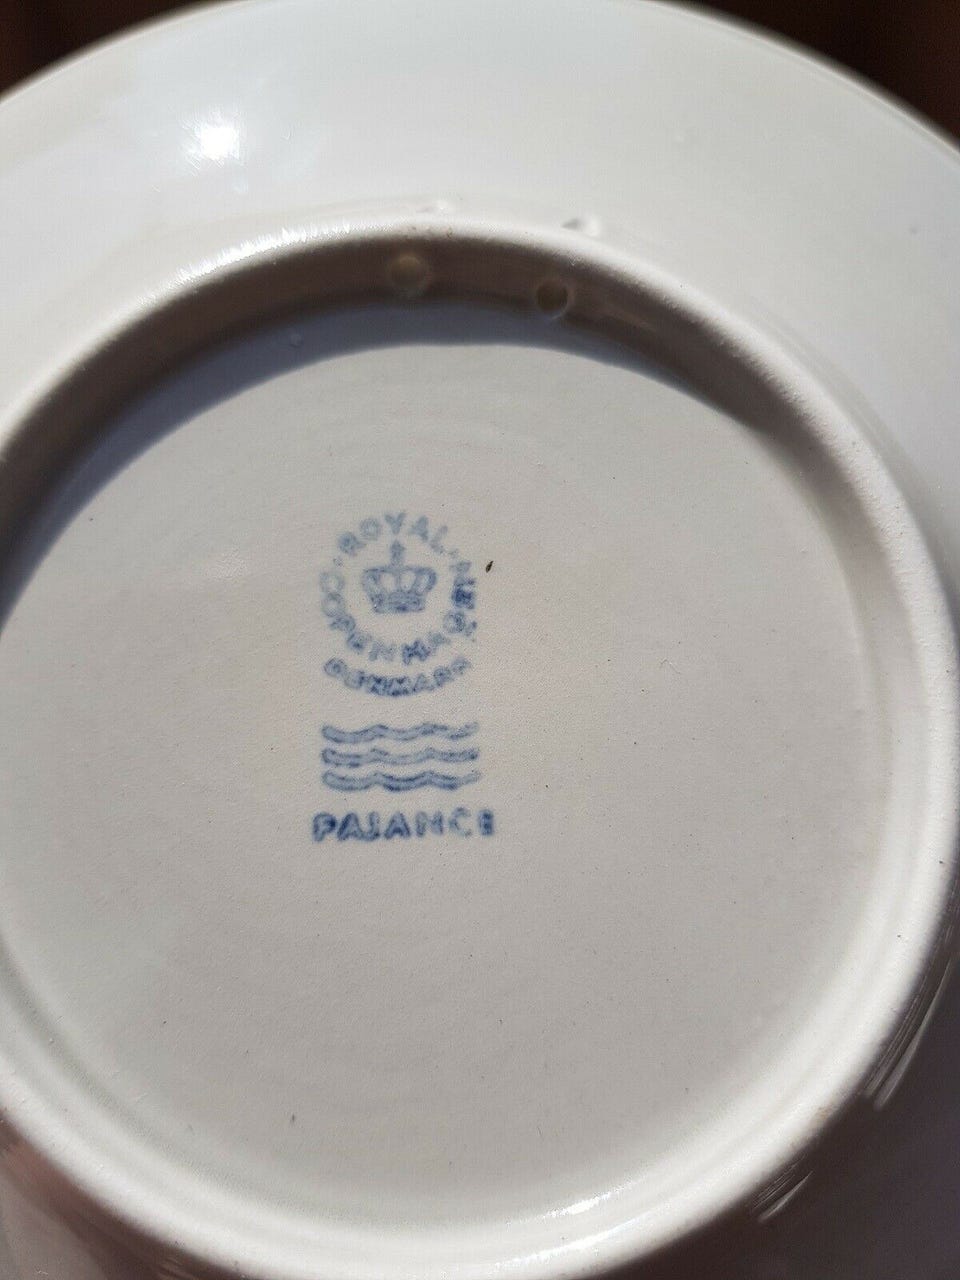 ROYAL · COPENHAGEN ·
DENMARK
FAJANCE